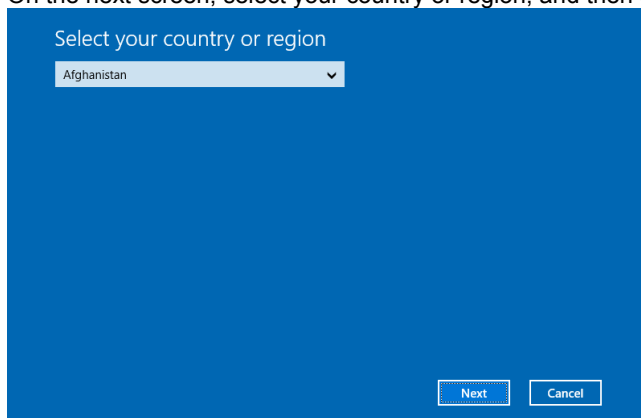 On the next screen, select your country or region, and then
Select your country or region
Afghanistan
Next
Cancel